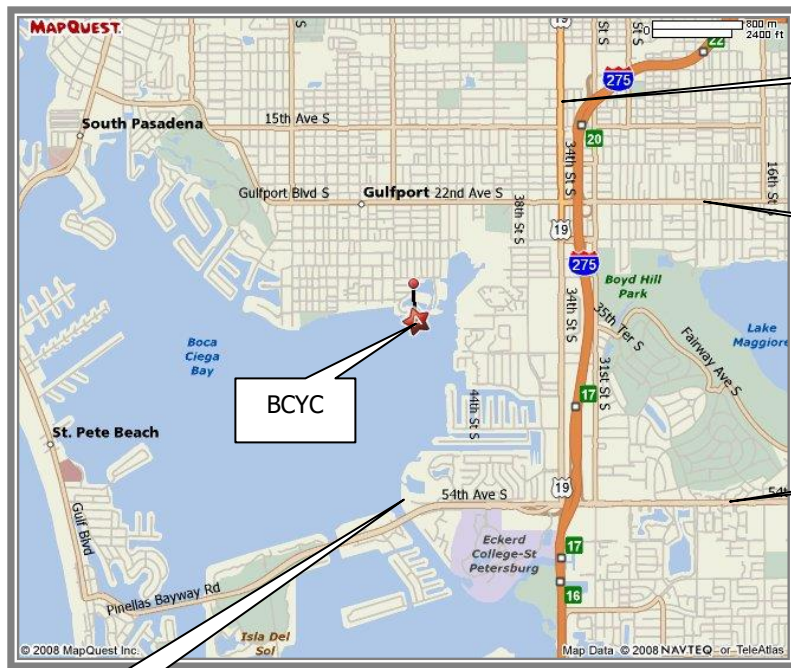 MAPQUEST.
19
S
St S
St S
0
800 m
2400 ft
22
275
South Pasadena
15th Ave S
20
34th St S
16th St S
Gulfport Blvd S
Gulfport
22nd Ave S
38th St S
19
275
Boyd Hill
Park
34th St S
35th Ter S
Fairway Ave S
Lake
Maggiore
Boca
Ciega
Bay
A
31st St S
BCYC
17
44th St S
St. Pete Beach
19
54th Ave S
54th
Gulf Blvd
Eckerd
College-St
Petersburg
17
16
Pinellas Bayway Rd
Isla Del
Sol
© 2008 MapQuest Inc.
Map Data © 2008 NAVTEQ or TeleAtlas